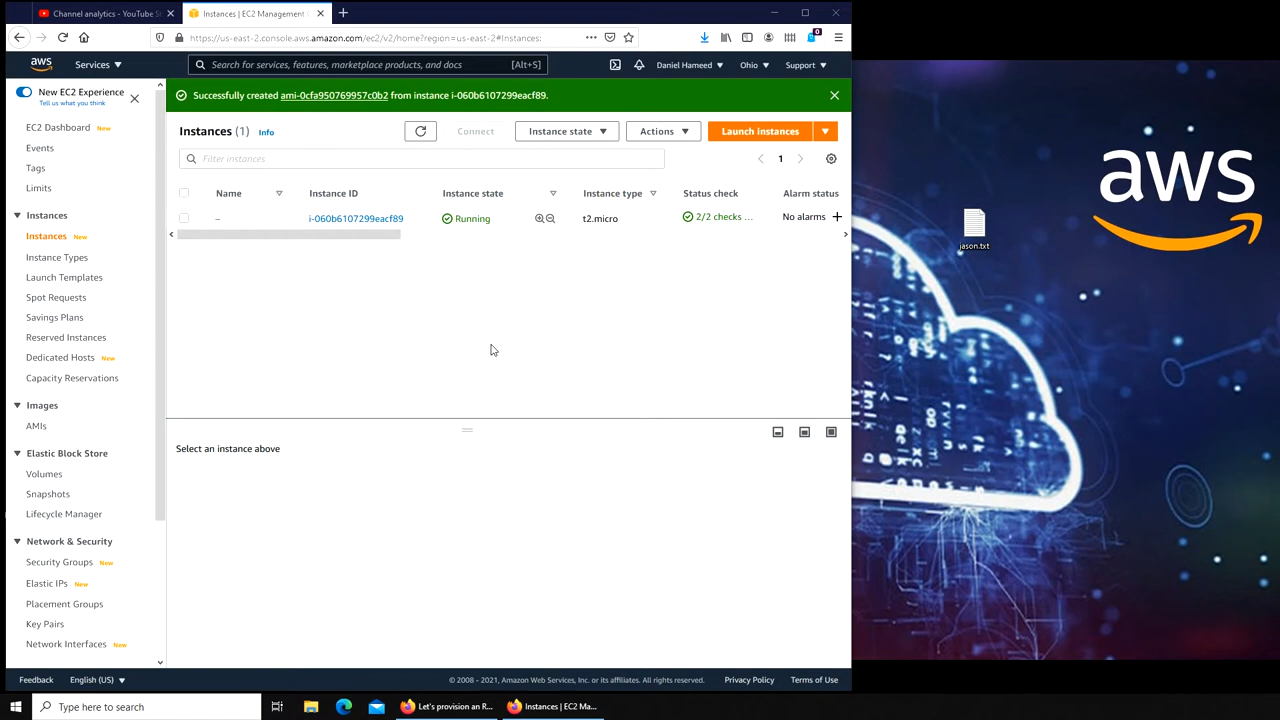 Channel analytics - YouTube St
Instances | EC2 Management
https://us-east-2.console.aws.amazon.com/ec2/v2/home?region=us-east-2#Instances:
0
aws
Services
Search for services, features, marketplace products, and docs
[Alt+S]
Daniel Hameed
Ohio
Support
New EC2 Experience
Tell us what you think
Successfully created ami-0cfa950769957c0b2 from instance i-060b6107299eacf89.
EC2 Dashboard New
Events
Tags
Limits
Instances
Instances New
Instance Types
Launch Templates
Spot Requests
Savings Plans
Reserved Instances
Dedicated Hosts New
Capacity Reservations
Images
AMIs
Elastic Block Store
Volumes
Snapshots
Lifecycle Manager
Network & Security
Security Groups New
Elastic IPs New
Placement Groups
Key Pairs
Network Interfaces New
Instances (1) Info
Connect
Instance state
Actions
Launch instances
Filter instances
1
Name
Instance ID
Instance state
Instance type
Status check
Alarm status
–
i-060b6107299eacf89
Running
t2.micro
2/2 checks ...
No alarms
Select an instance above
Feedback
English (US)
© 2008 - 2021, Amazon Web Services, Inc. or its affiliates. All rights reserved.
Privacy Policy
Terms of Use
aws
jason.txt
Type here to search
Let's provision an R...
Instances | EC2 Ma...